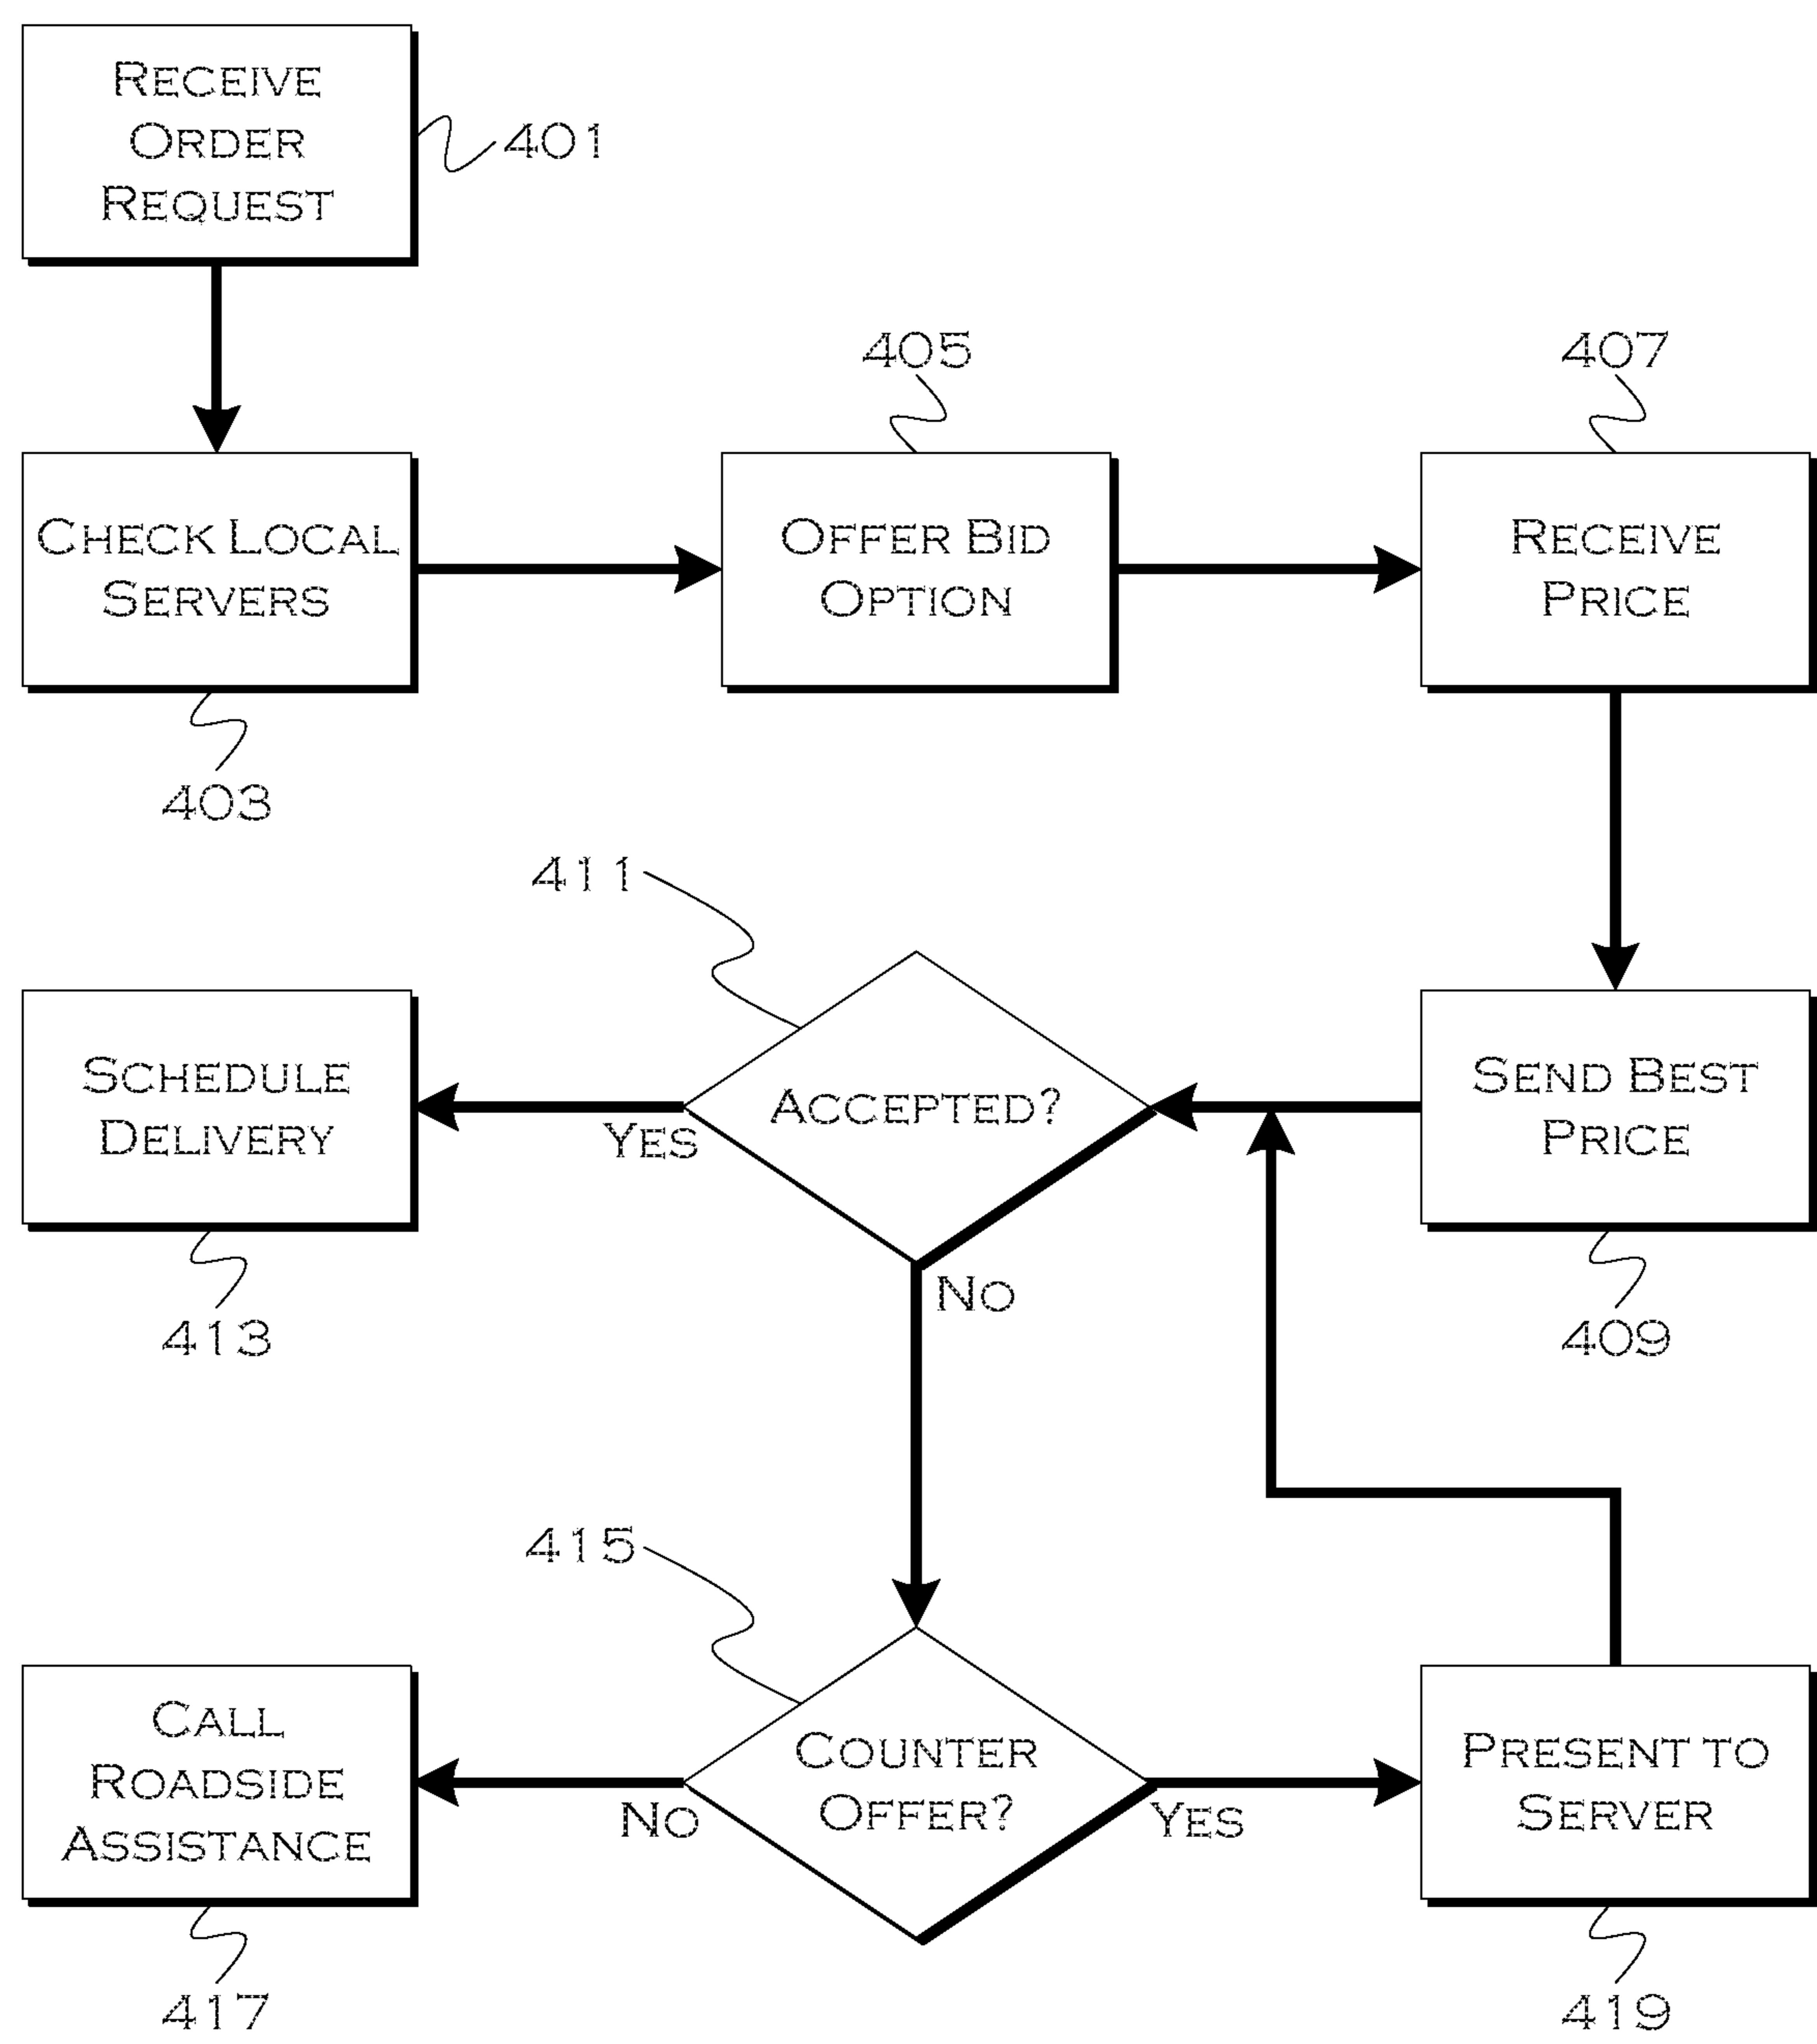 RECEIVE
ORDER
REQUEST
401
405
407
CHECK LOCAL
SERVERS
OFFER BID
OPTION
RECEIVE
PRICE
403
411
SCHEDULE
DELIVERY
YES
ACCEPTED?
NO
SEND BEST
PRICE
413
409
415
CALL
ROADSIDE
ASSISTANCE
NO
COUNTER
OFFER?
YES
PRESENT TO
SERVER
417
419